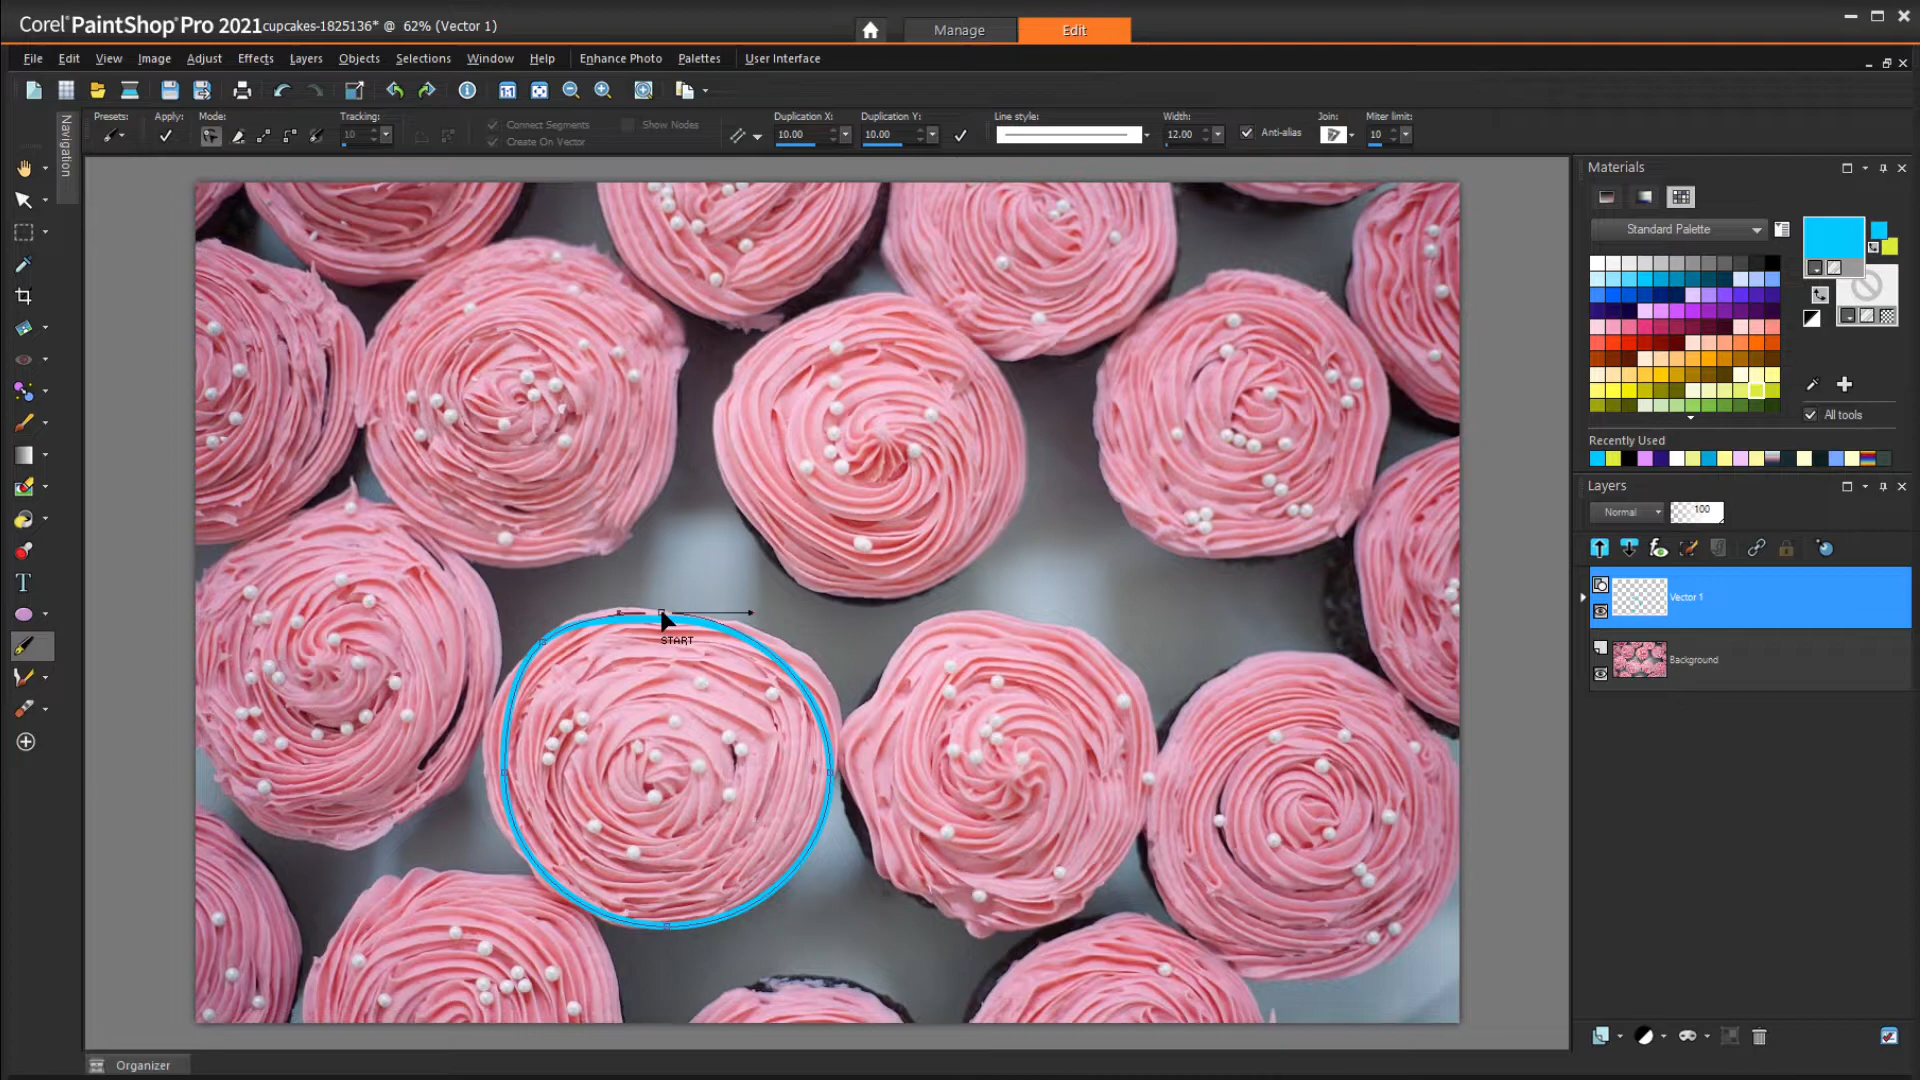 Corel PaintShop Pro 2021 cupcakes-1825136* @ 62% (Vector 1)
Manage
Edit
File Edit View Image Adjust Effects Layers Objects Selections Window Help Enhance Photo Palettes User Interface
Presets: Apply: Mode: Tracking: Connect Segments Show Nodes Duplication X: Duplication Y: Line style: Width: Anti-alias Join: Miter limit:
10 Create On Vector 10.00 10.00 12.00 10
Navigation
Materials
Standard Palette
All tools
Recently Used
Layers
Normal 100
Vector 1
Background
START
Organizer